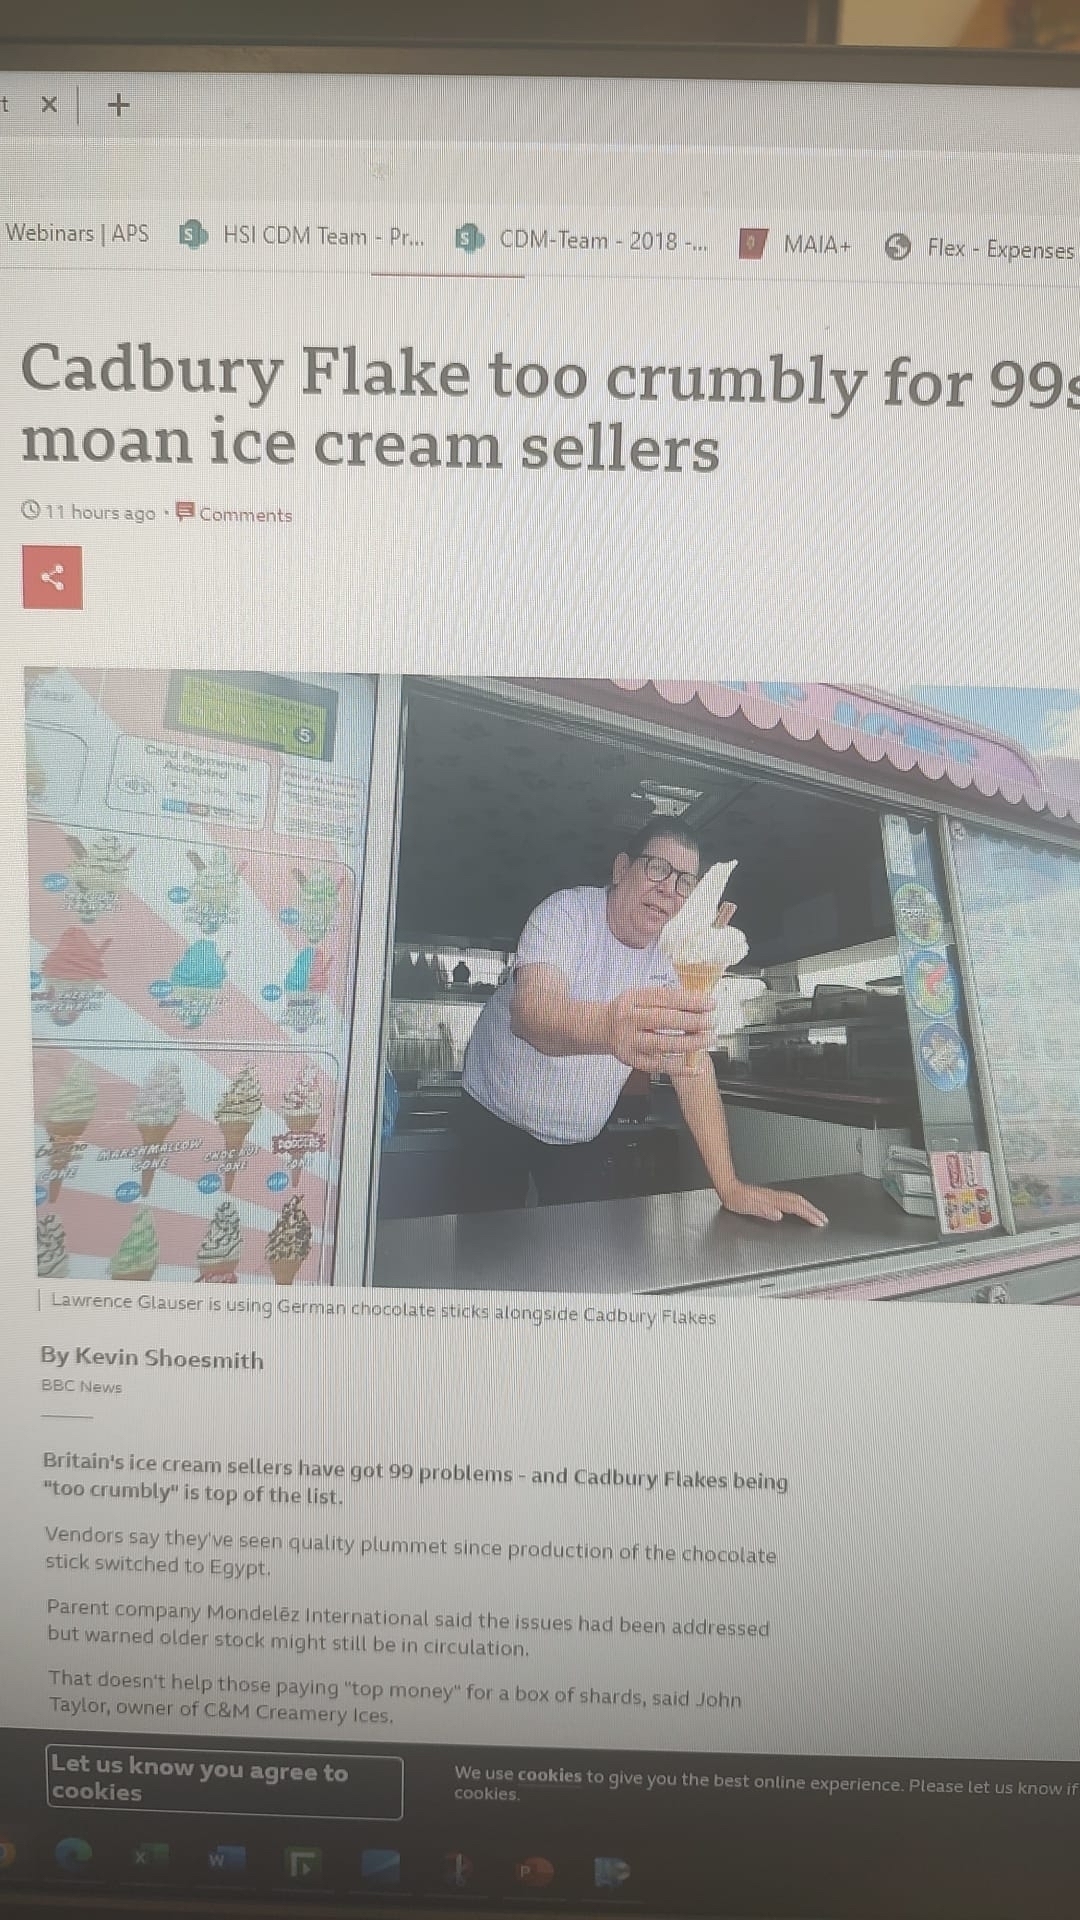 t
Webinars | APS
HSI CDM Team - Pr...
CDM-Team - 2018 -...
MAIA+
Flex - Expenses
Cadbury Flake too crumbly for 99s
moan ice cream sellers
11 hours ago · Comments
5
Card Payments
Accepted
MARSHMALLOW
CONE
CHOC NUT
CONE
DODGERS
CONE
CONE
Lawrence Glauser is using German chocolate sticks alongside Cadbury Flakes
By Kevin Shoesmith
BBC News
Britain's ice cream sellers have got 99 problems - and Cadbury Flakes being
"too crumbly" is top of the list.
Vendors say they've seen quality plummet since production of the chocolate
stick switched to Egypt.
Parent company Mondelēz International said the issues had been addressed
but warned older stock might still be in circulation.
That doesn't help those paying "top money" for a box of shards, said John
Taylor, owner of C&M Creamery Ices.
Let us know you agree to
cookies
We use cookies to give you the best online experience. Please let us know if
cookies.